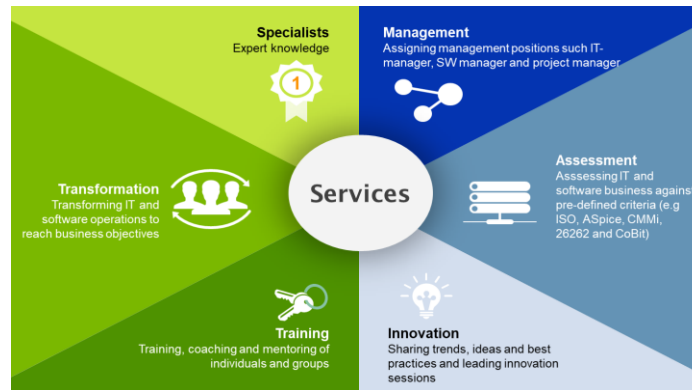 Specialists
Expert knowledge
1
Management
Assigning management positions such IT-
manager, SW manager and project manager
Transformation
Transforming IT and
software operations to
reach business objectives
Services
Assessment
Asssessing IT and
software business against
pre-defined criteria (e.g
ISO, ASpice, CMMi,
26262 and CoBit)
Training
Training, coaching and mentoring of
individuals and groups
Innovation
Sharing trends, ideas and best
practices and leading innovation
sessions